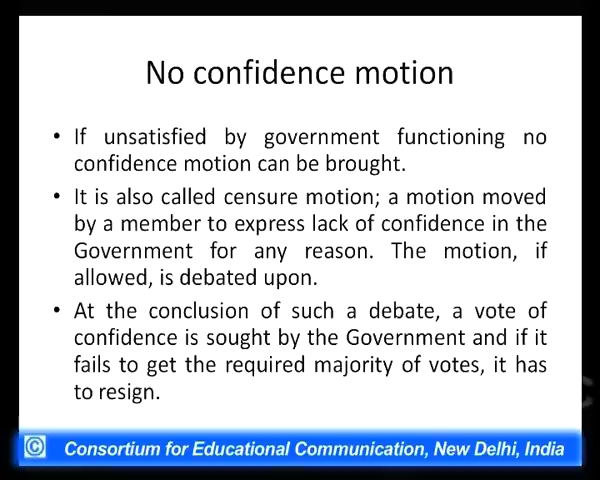 No confidence motion
• If unsatisfied by government functioning no
confidence motion can be brought.
• It is also called censure motion; a motion moved
by a member to express lack of confidence in the
Government for any reason. The motion, if
allowed, is debated upon.
• At the conclusion of such a debate, a vote of
confidence is sought by the Government and if it
fails to get the required majority of votes, it has
to resign.
© Consortium for Educational Communication, New Delhi, India